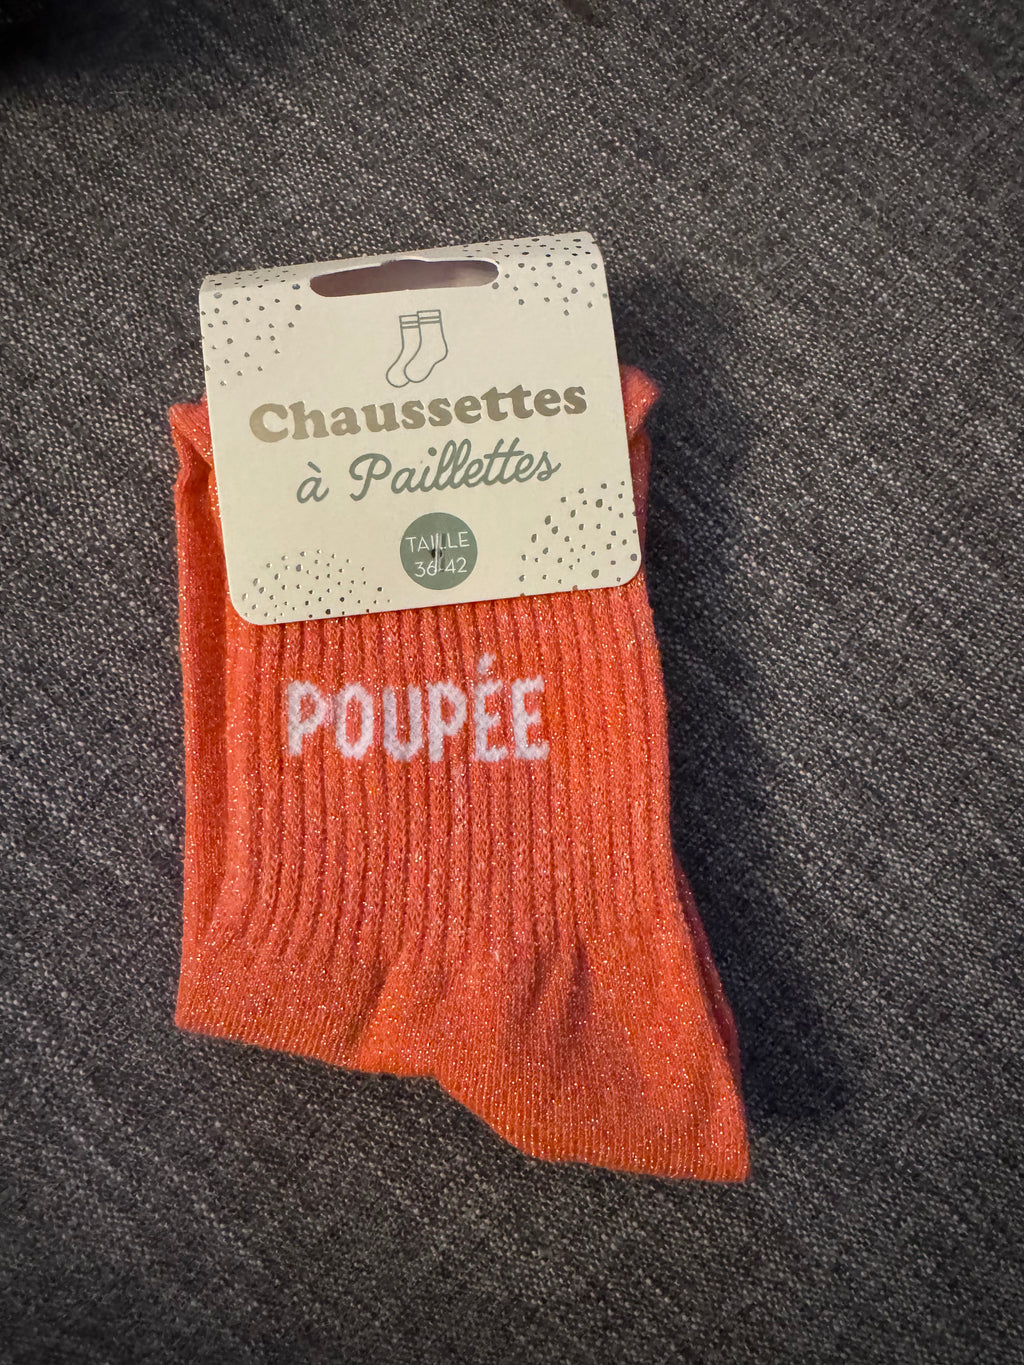 Chaussettes
à Paillettes
TAILLE
36-42
POUPÉE